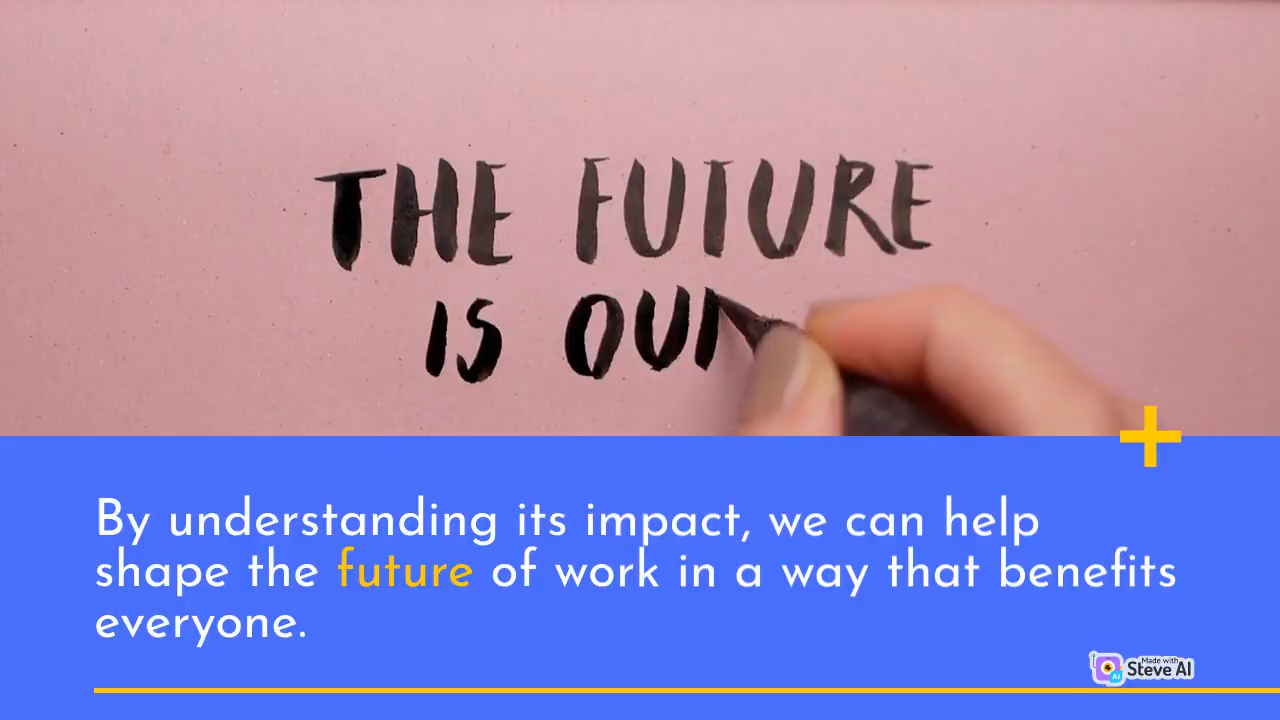 THE FUTURE
IS OUR
By understanding its impact, we can help
shape the future of work in a way that benefits
everyone.
Made with
Steve AI